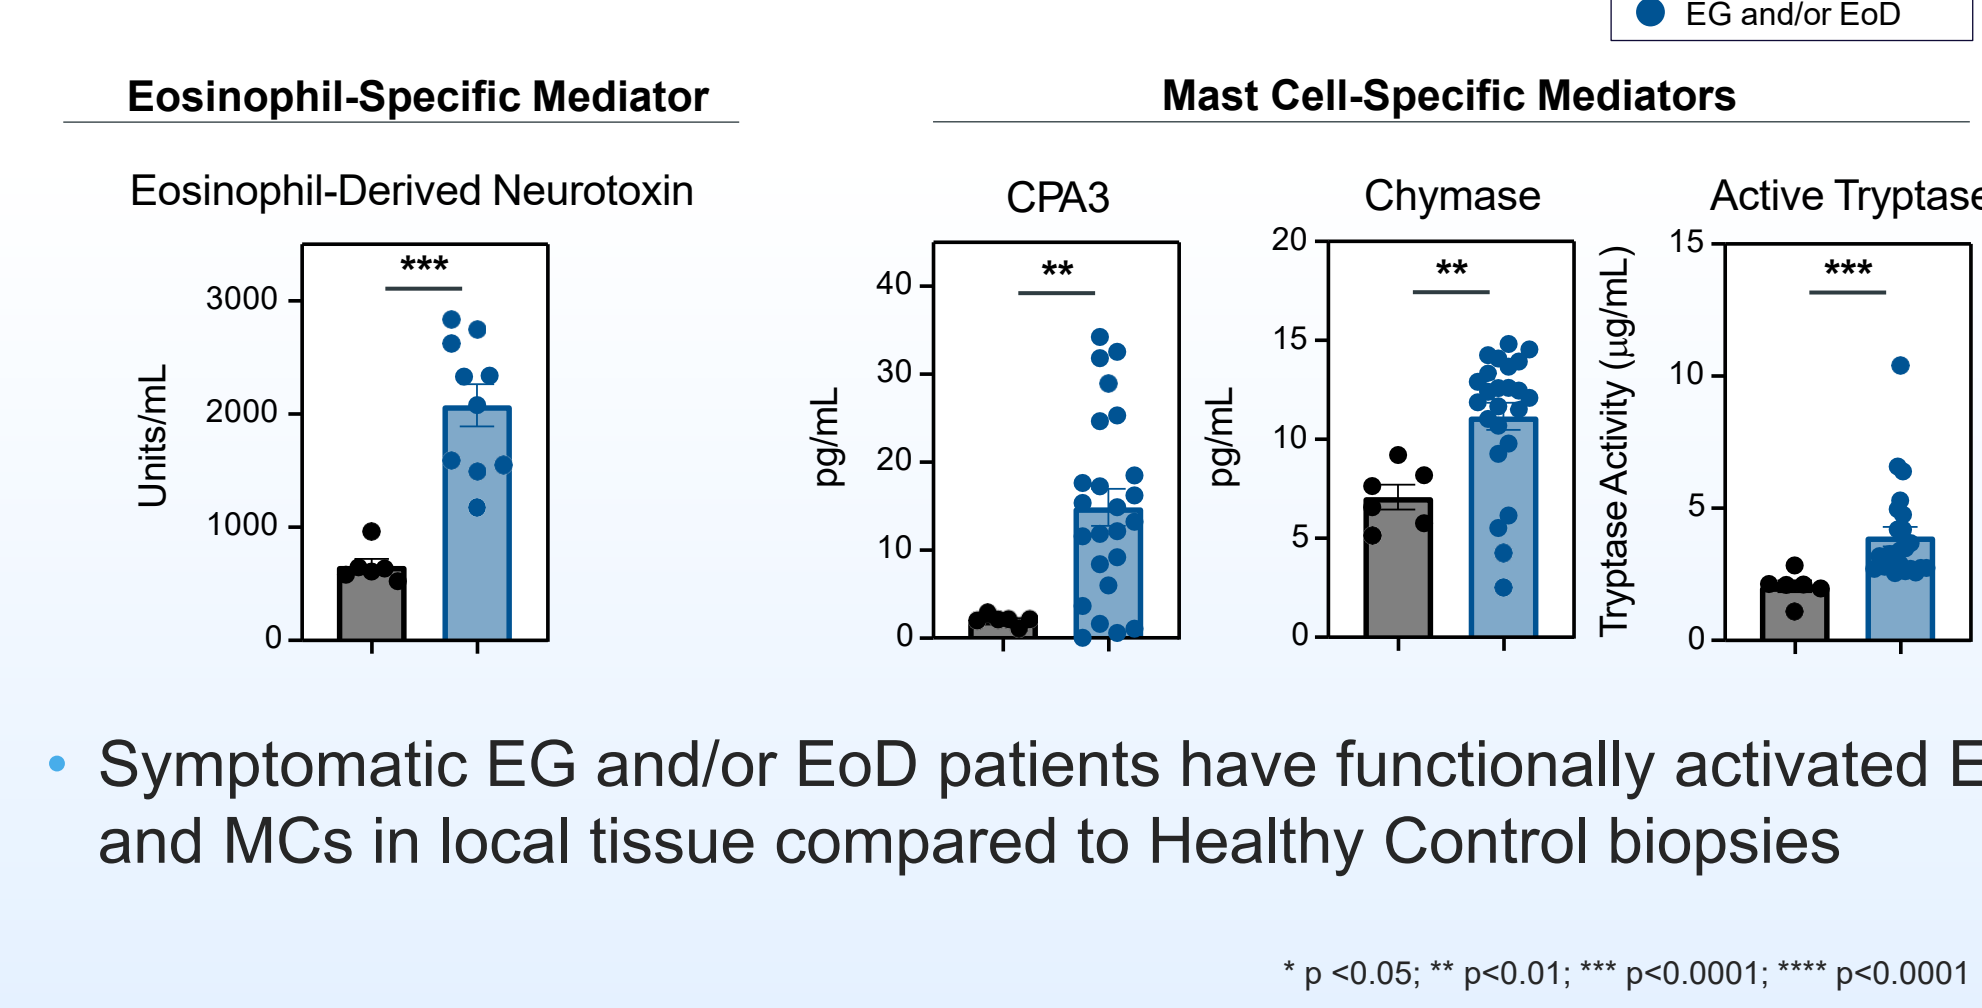 EG and/or EoD
Eosinophil-Specific Mediator
Mast Cell-Specific Mediators
Eosinophil-Derived Neurotoxin
CPA3
Chymase
Active Tryptase
Units/mL
3000
2000
1000
0
***
pg/mL
40
30
20
10
0
**
pg/mL
20
15
10
5
0
**
Tryptase Activity (µg/mL)
15
10
5
0
***
• Symptomatic EG and/or EoD patients have functionally activated E
and MCs in local tissue compared to Healthy Control biopsies
* p <0.05; ** p<0.01; *** p<0.0001; **** p<0.0001